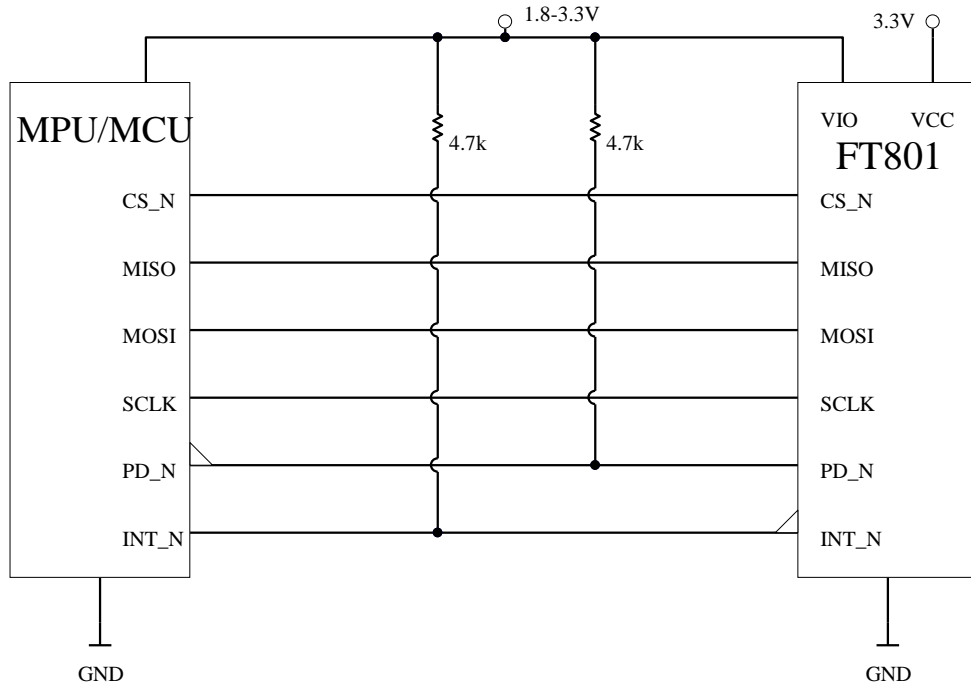 1.8-3.3V
3.3V
MPU/MCU
4.7k
4.7k
VIO VCC
FT801
CS_N
CS_N
MISO
MISO
MOSI
MOSI
SCLK
SCLK
PD_N
PD_N
INT_N
INT_N
GND
GND